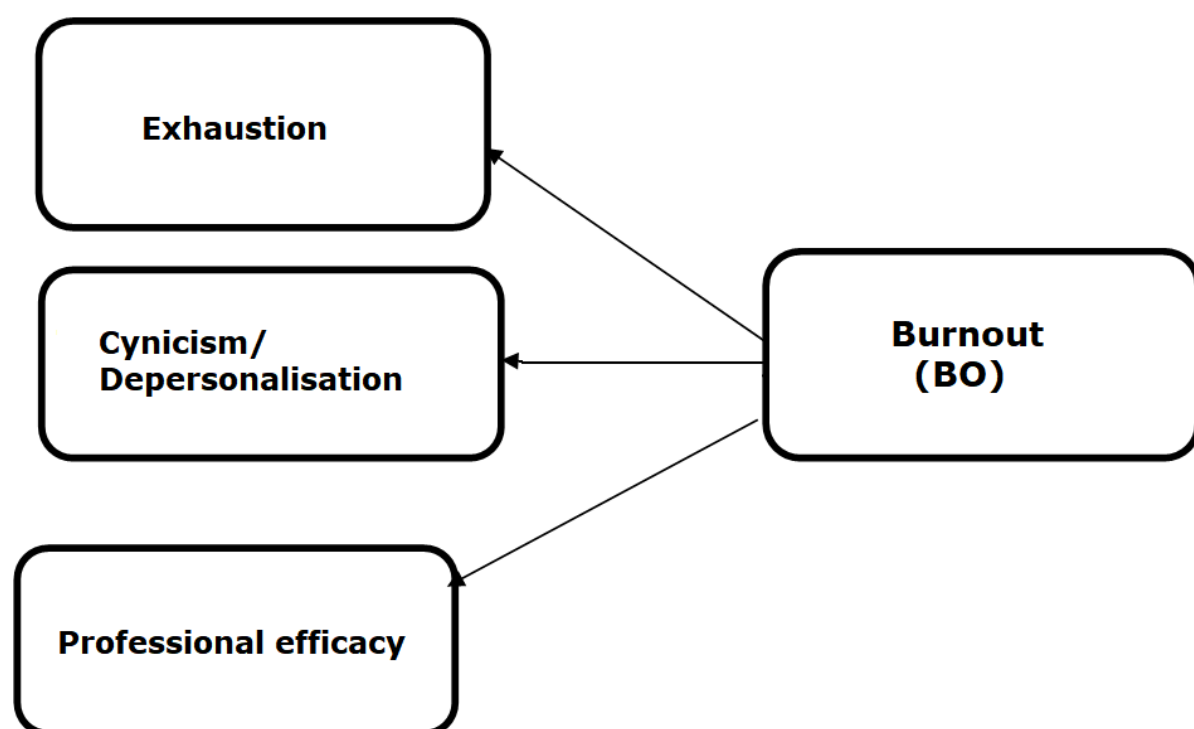 Exhaustion
Cynicism/
Depersonalisation
Professional efficacy
Burnout
(BO)